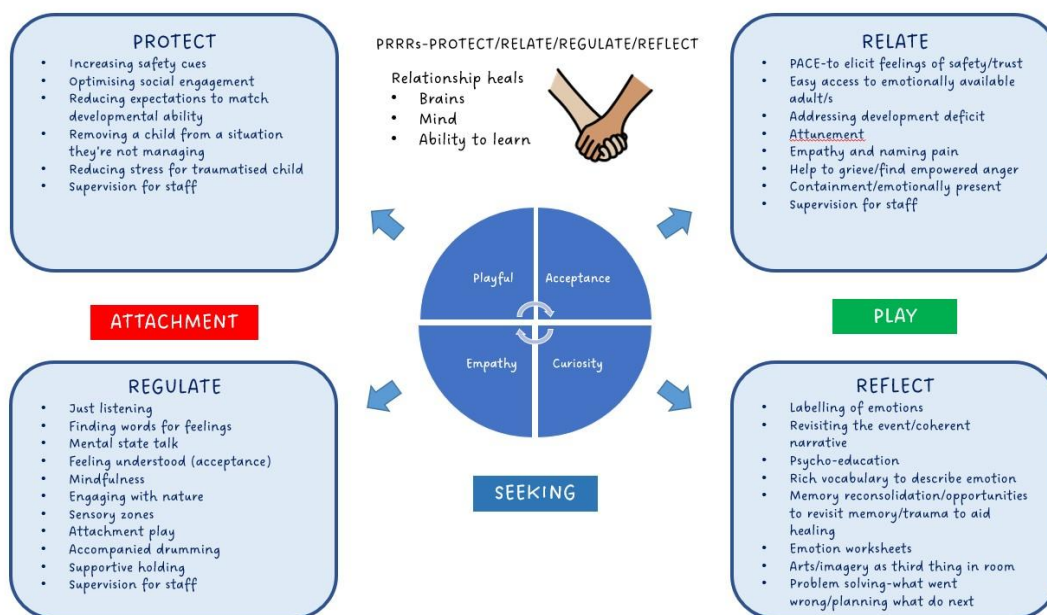 PROTECT
• Increasing safety cues
• Optimising social engagement
• Reducing expectations to match
developmental ability
• Removing a child from a situation
they're not managing
• Reducing stress for traumatised child
• Supervision for staff
PRRRs-PROTECT/RELATE/REGULATE/REFLECT
Relationship heals
• Brains
• Mind
• Ability to learn
RELATE
• PACE-to elicit feelings of safety/trust
• Easy access to emotionally available
adult/s
• Addressing development deficit
• Attunement
• Empathy and naming pain
• Help to grieve/find empowered anger
• Containment/emotionally present
• Supervision for staff
Playful
Acceptance
Empathy
Curiosity
ATTACHMENT
PLAY
SEEKING
REGULATE
• Just listening
• Finding words for feelings
• Mental state talk
• Feeling understood (acceptance)
• Mindfulness
• Engaging with nature
• Sensory zones
• Attachment play
• Accompanied drumming
• Supportive holding
• Supervision for staff
REFLECT
• Labelling of emotions
• Revisiting the event/coherent
narrative
• Psycho-education
• Rich vocabulary to describe emotion
• Memory reconsolidation/opportunities
to revisit memory/trauma to aid
healing
• Emotion worksheets
• Arts/imagery as third thing in room
• Problem solving-what went
wrong/planning what do next